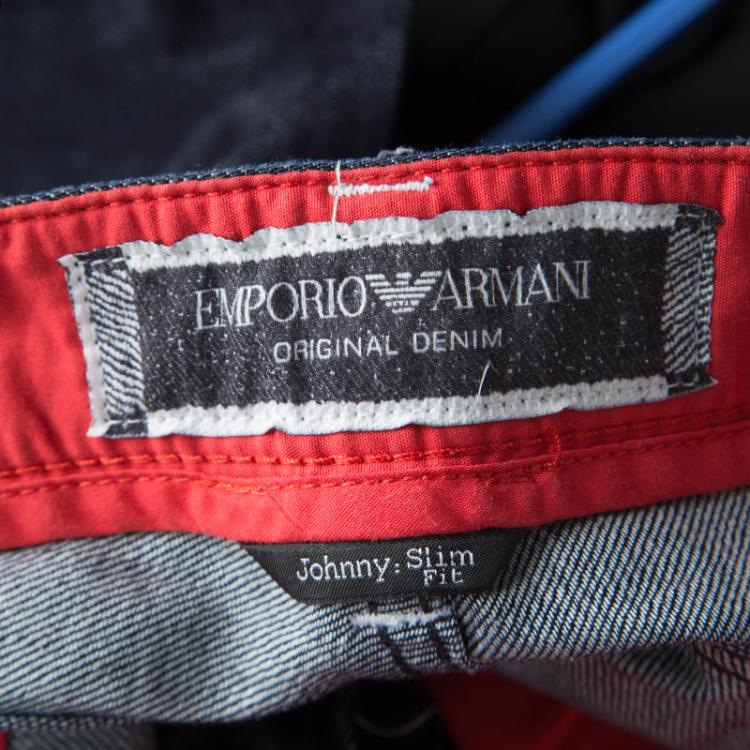 EMPORIO ARMANI
ORIGINAL DENIM
Johnny: Slim
Fit